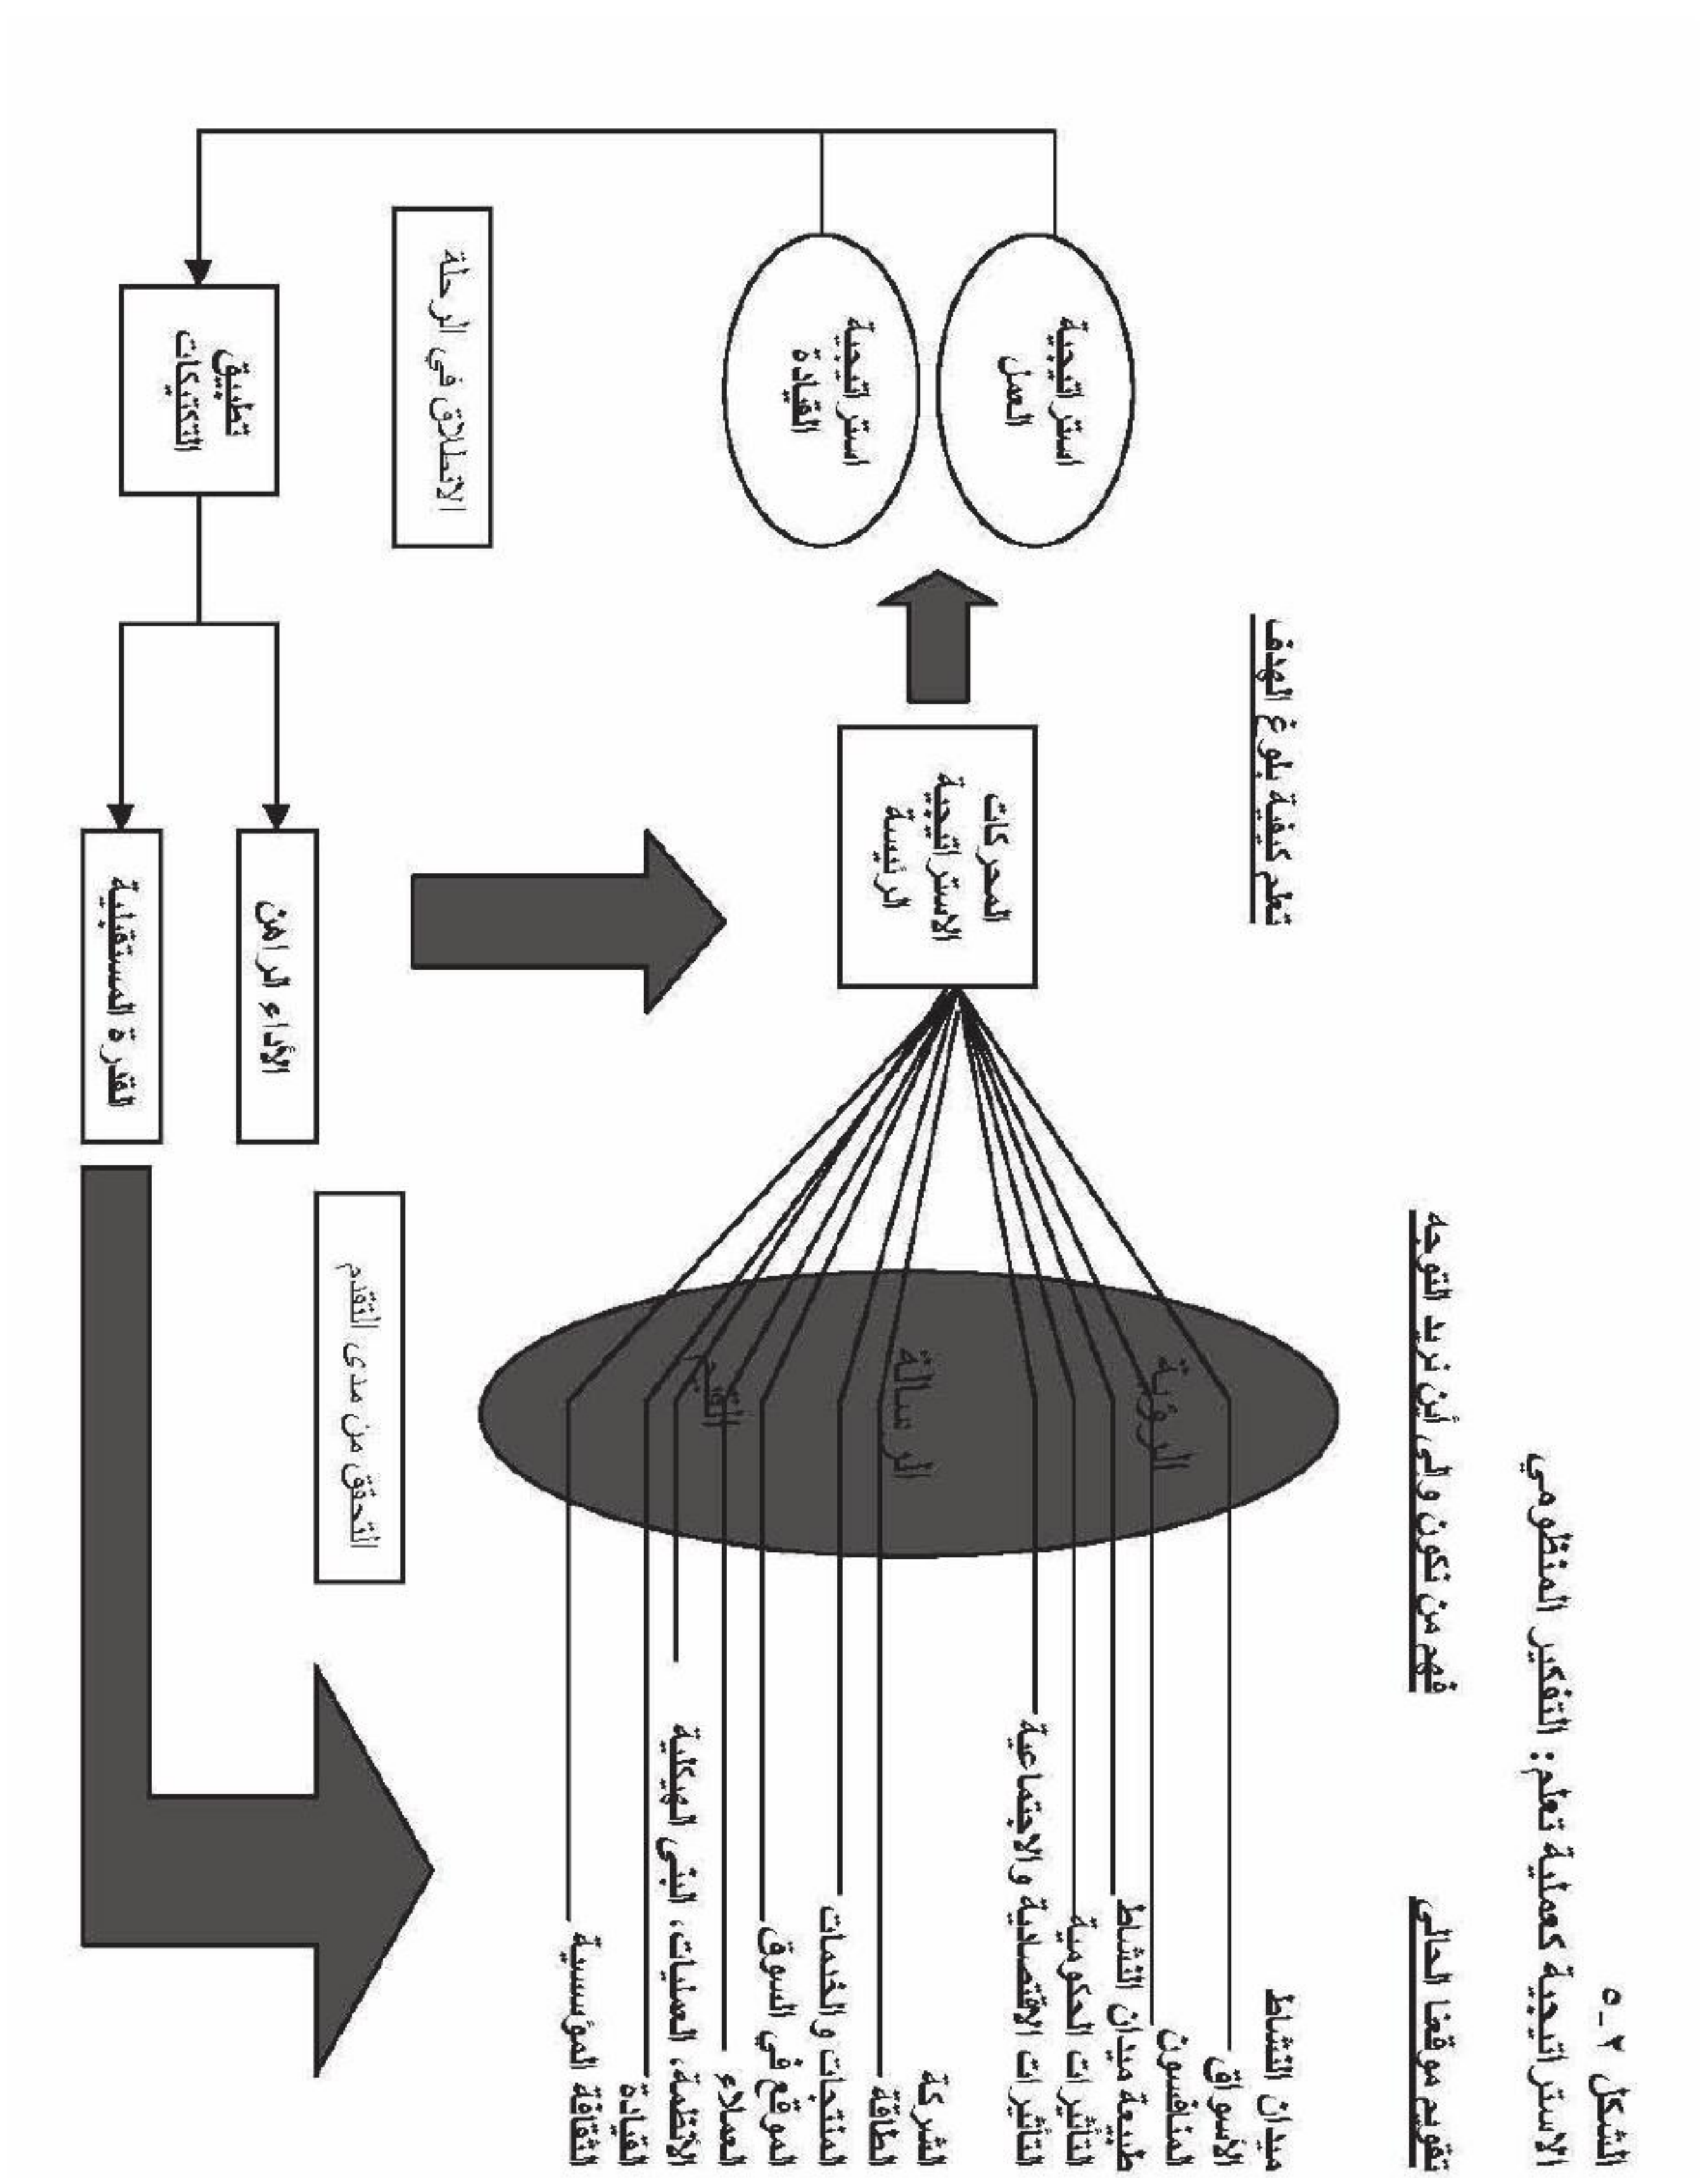 الشكل ٢-٥
الاستراتيجية كعملية تعلم: التفكير المنظومي
تقويم موقعنا الحالي
فهم من نكون وإلى أين نريد التوجه
تعلم كيفية بلوغ الهدف
ميدان النشاط
الأسواق
المنافسون
طبيعة ميدان النشاط
التأثيرات الحكومية
التأثيرات الاقتصادية والاجتماعية
الشركة
الطاقة
المنتجات والخدمات
الموقع في السوق
العملاء
الأنظمة، العمليات، البنى الهيكلية
القيادة
الثقافة المؤسسية
الرؤية
الرسالة
القيم
المحركات
الاستراتيجية
الرئيسة
استراتيجية
العمل
استراتيجية
القيادة
الانطلاق في الرحلة
تطبيق
التكتيكات
الأداء الراهن
القدرة المستقبلية
التحقق من مدى التقدم